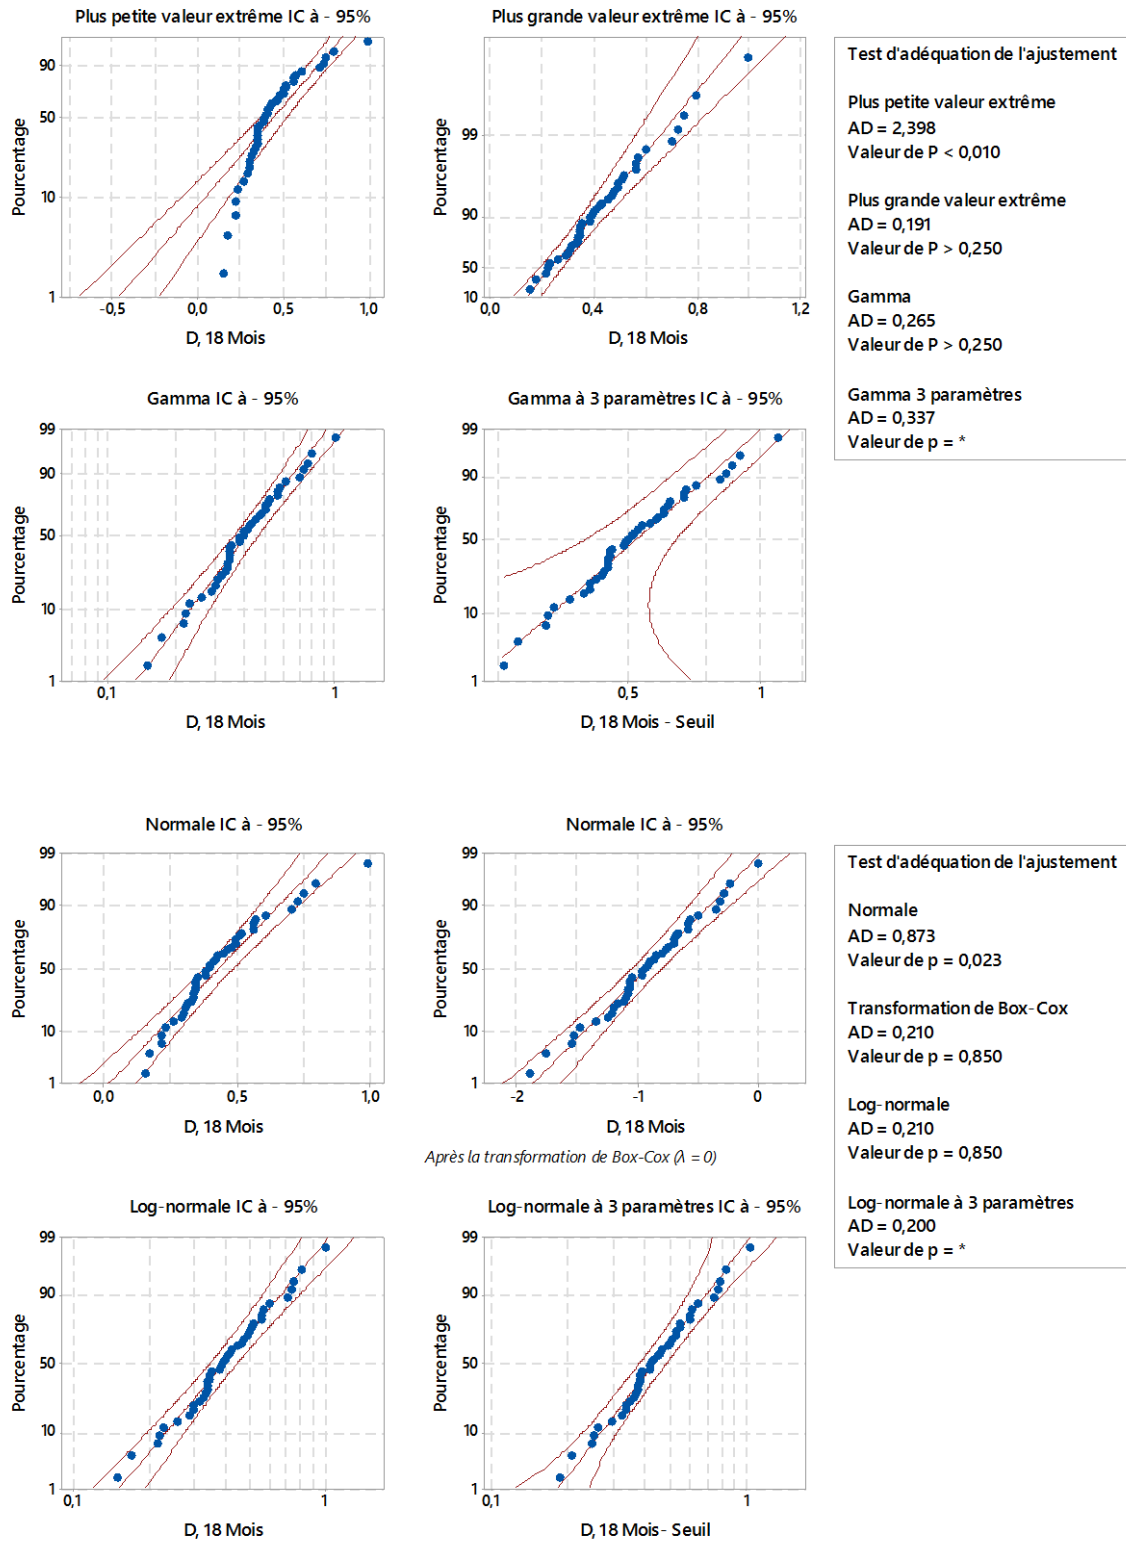 Plus petite valeur extrême IC à - 95%
Pourcentage
90
50
10
1
-0,5
0,0
0,5
1,0
D, 18 Mois
Plus grande valeur extrême IC à - 95%
Pourcentage
99
90
50
10
0,0
0,4
0,8
1,2
D, 18 Mois
Test d'adéquation de l'ajustement
Plus petite valeur extrême
AD = 2,398
Valeur de P < 0,010
Plus grande valeur extrême
AD = 0,191
Valeur de P > 0,250
Gamma
AD = 0,265
Valeur de P > 0,250
Gamma 3 paramètres
AD = 0,337
Valeur de p = *
Gamma IC à - 95%
Pourcentage
99
90
50
10
1
0,1
1
D, 18 Mois
Gamma à 3 paramètres IC à - 95%
Pourcentage
99
90
50
10
1
0,5
1
D, 18 Mois - Seuil
Normale IC à - 95%
Pourcentage
99
90
50
10
1
0,0
0,5
1,0
D, 18 Mois
Normale IC à - 95%
Pourcentage
99
90
50
10
1
-2
-1
0
D, 18 Mois
Après la transformation de Box-Cox (λ = 0)
Test d'adéquation de l'ajustement
Normale
AD = 0,873
Valeur de p = 0,023
Transformation de Box-Cox
AD = 0,210
Valeur de p = 0,850
Log-normale
AD = 0,210
Valeur de p = 0,850
Log-normale à 3 paramètres
AD = 0,200
Valeur de p = *
Log-normale IC à - 95%
Pourcentage
99
90
50
10
1
0,1
1
D, 18 Mois
Log-normale à 3 paramètres IC à - 95%
Pourcentage
99
90
50
10
1
0,1
1
D, 18 Mois- Seuil